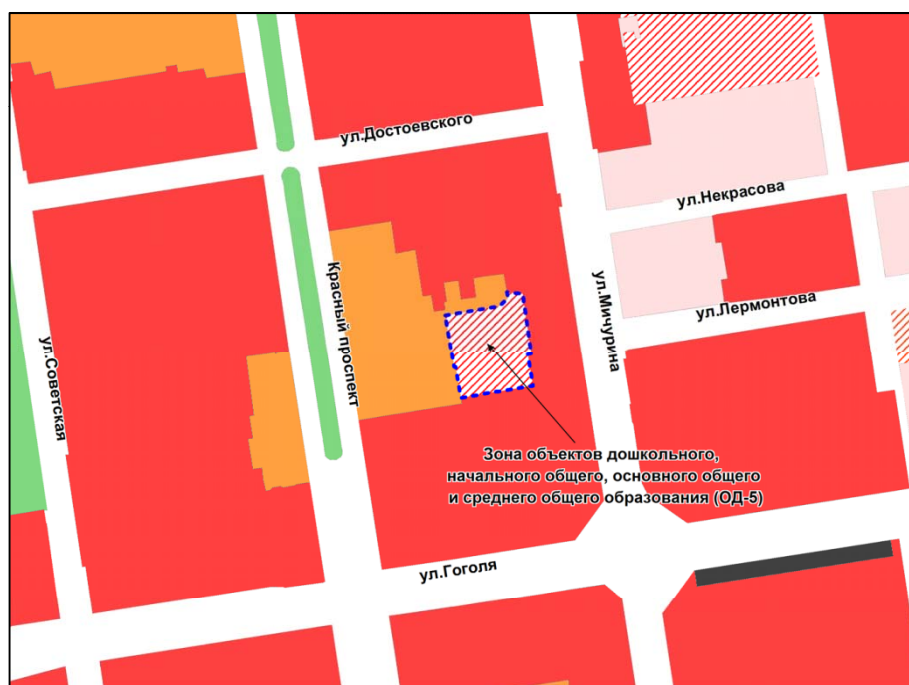 ул.Достоевского
ул.Некрасова
Красный проспект
ул.Мичурина
ул.Лермонтова
ул.Советская
Зона объектов дошкольного,
начального общего, основного общего
и среднего общего образования (ОД-5)
ул.Гоголя